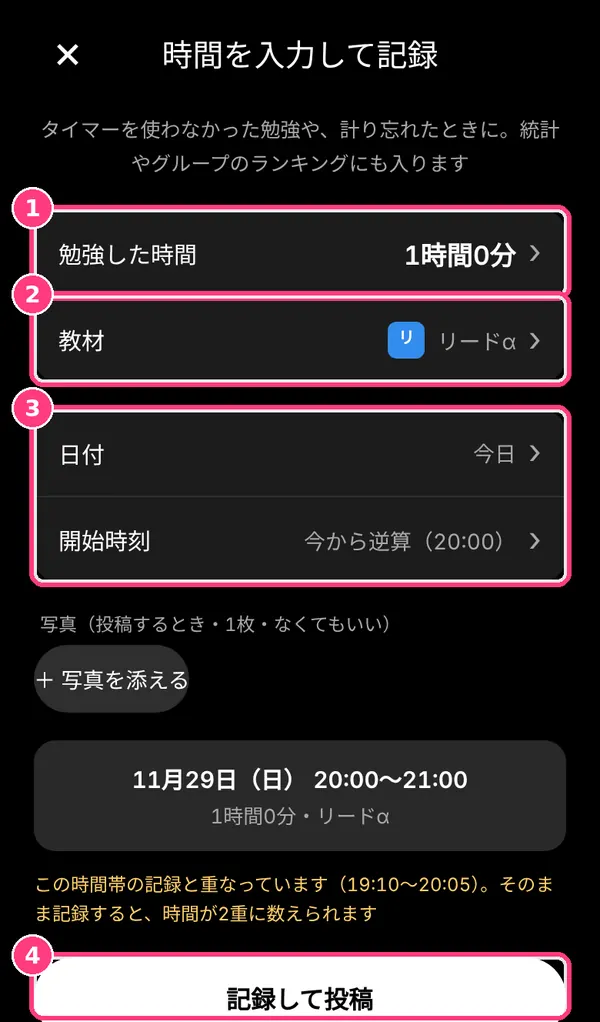 時間を入力して記録
タイマーを使わなかった勉強や、計り忘れたときに。統計
やグループのランキングにも入ります
1
勉強した時間 1時間0分
2
教材 リ リードα
3
日付 今日
開始時刻 今から逆算（20:00）
写真（投稿するとき・1枚・なくてもいい）
＋ 写真を添える
11月29日（日） 20:00〜21:00
1時間0分・リードα
この時間帯の記録と重なっています（19:10〜20:05）。そのま
ま記録すると、時間が2重に数えられます
4
記録して投稿